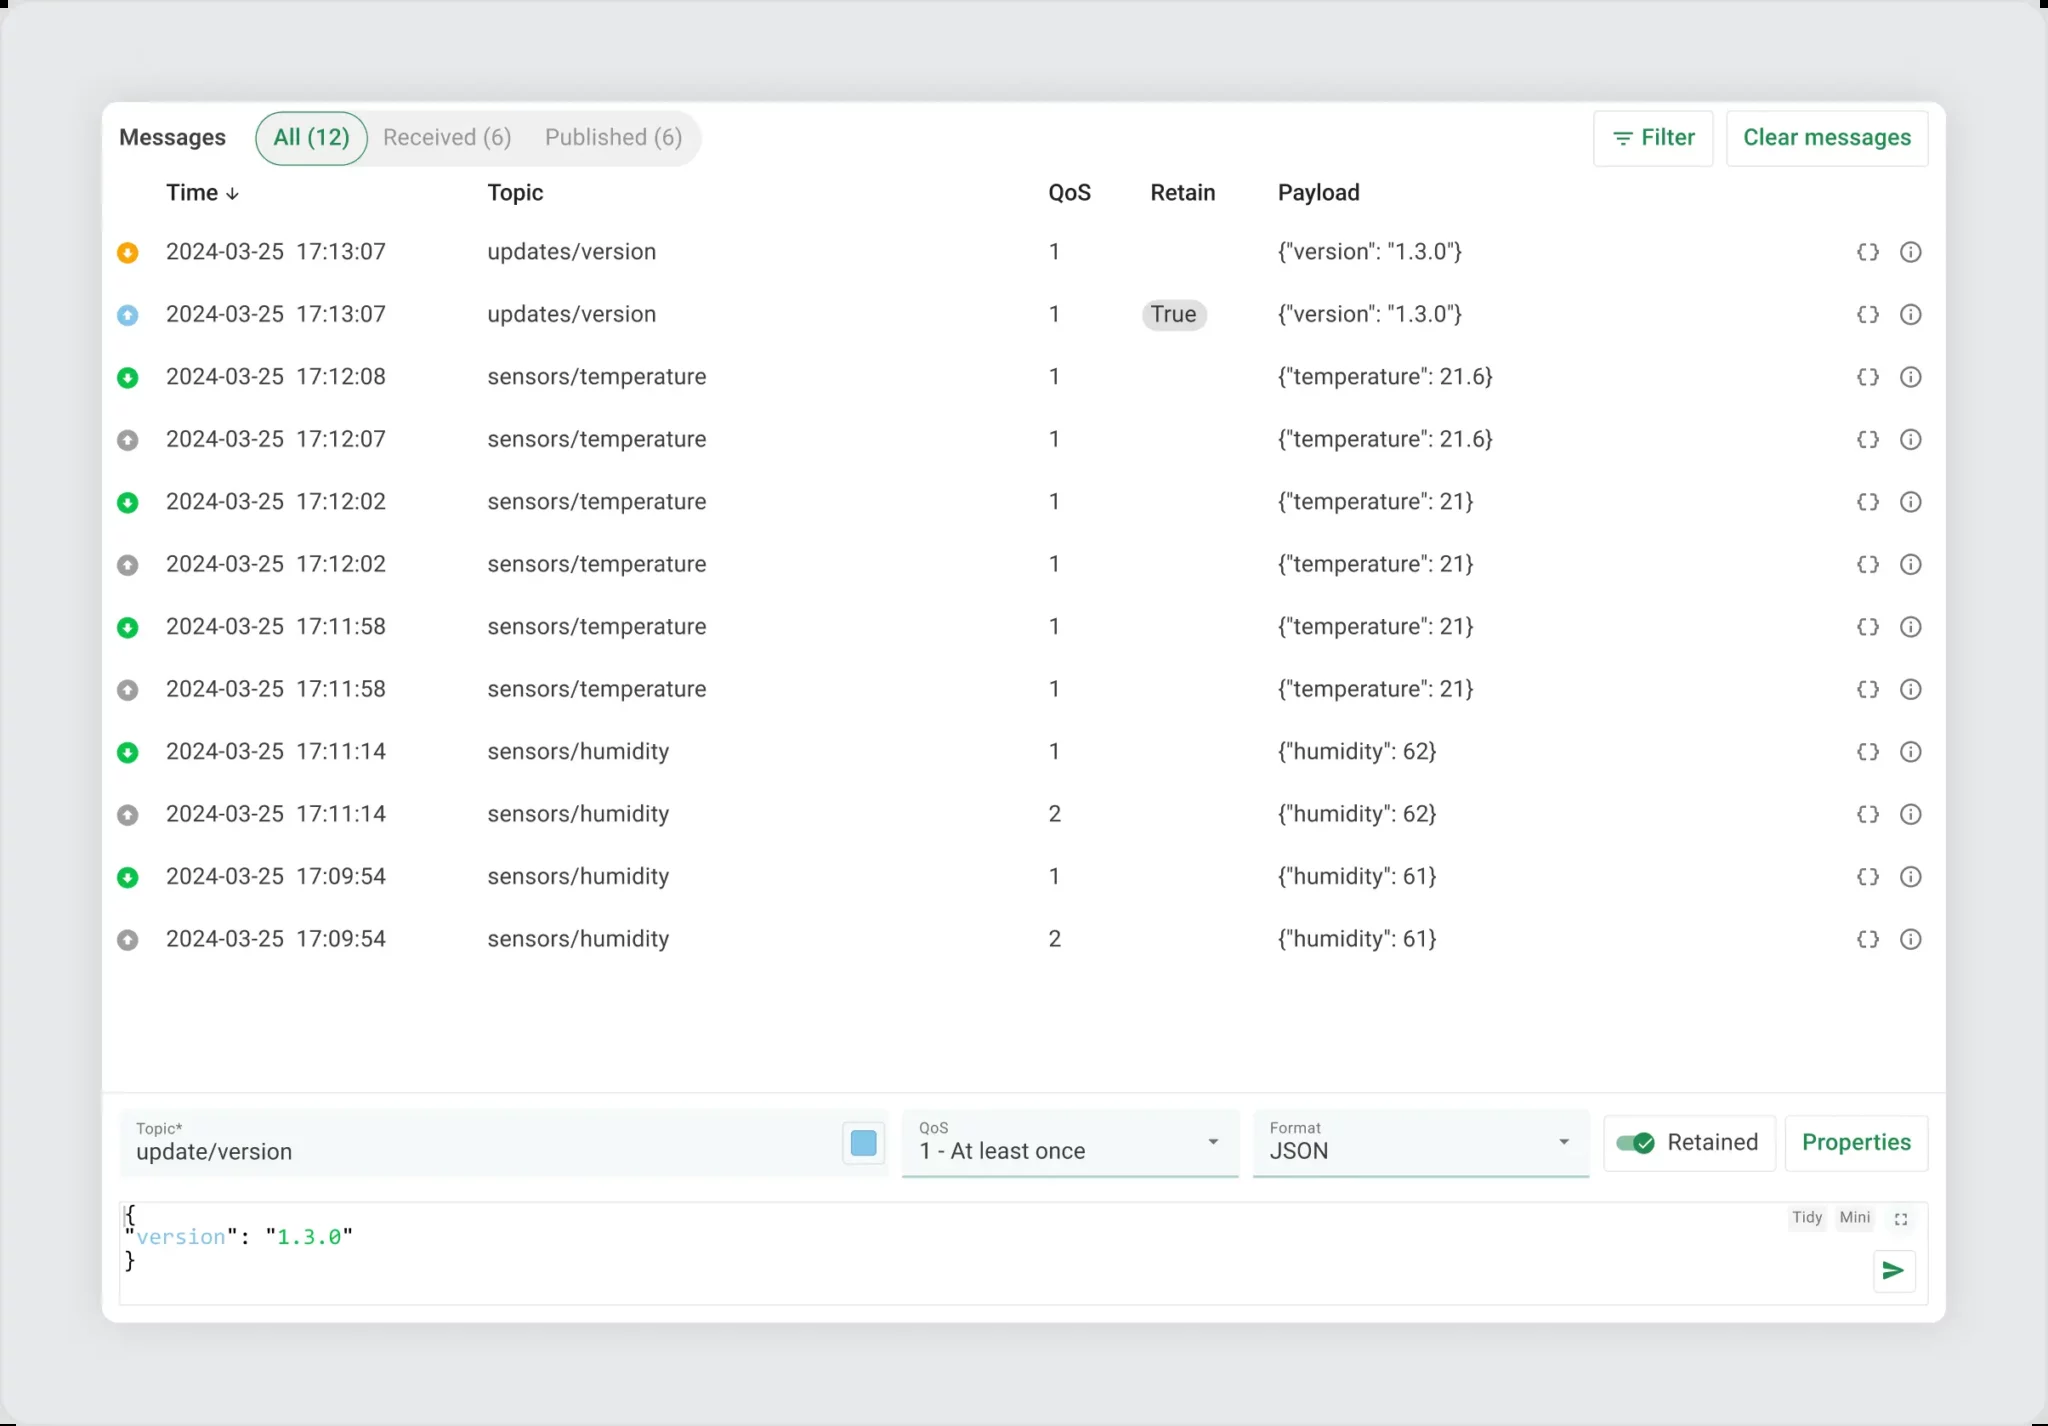 Messages All (12) Received (6) Published (6) Filter Clear messages
Time ↓ Topic QoS Retain Payload
2024-03-25 17:13:07 updates/version 1 {"version": "1.3.0"}
2024-03-25 17:13:07 updates/version 1 True {"version": "1.3.0"}
2024-03-25 17:12:08 sensors/temperature 1 {"temperature": 21.6}
2024-03-25 17:12:07 sensors/temperature 1 {"temperature": 21.6}
2024-03-25 17:12:02 sensors/temperature 1 {"temperature": 21}
2024-03-25 17:12:02 sensors/temperature 1 {"temperature": 21}
2024-03-25 17:11:58 sensors/temperature 1 {"temperature": 21}
2024-03-25 17:11:58 sensors/temperature 1 {"temperature": 21}
2024-03-25 17:11:14 sensors/humidity 1 {"humidity": 62}
2024-03-25 17:11:14 sensors/humidity 2 {"humidity": 62}
2024-03-25 17:09:54 sensors/humidity 1 {"humidity": 61}
2024-03-25 17:09:54 sensors/humidity 2 {"humidity": 61}
Topic* QoS Format
update/version 1 - At least once JSON Retained Properties
{ Tidy Mini
"version": "1.3.0"
}